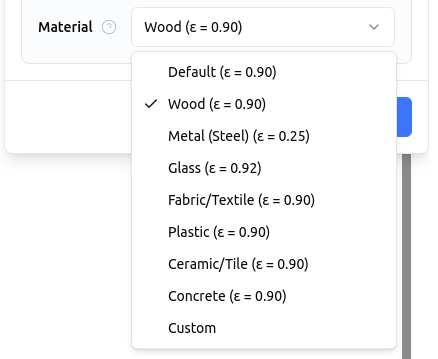 Material
Wood (ε = 0.90)
Default (ε = 0.90)
Wood (ε = 0.90)
Metal (Steel) (ε = 0.25)
Glass (ε = 0.92)
Fabric/Textile (ε = 0.90)
Plastic (ε = 0.90)
Ceramic/Tile (ε = 0.90)
Concrete (ε = 0.90)
Custom